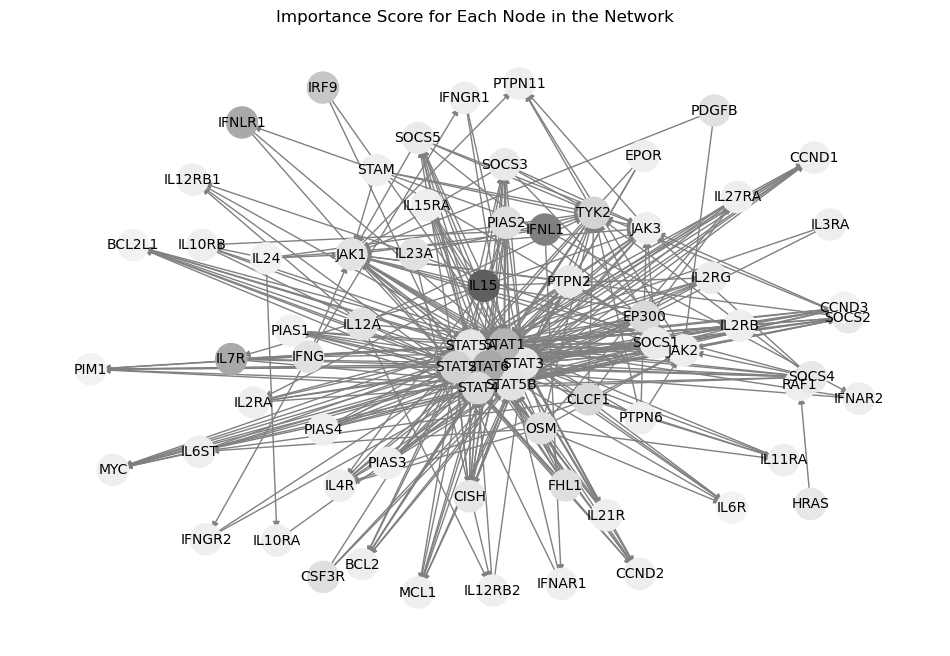 Importance Score for Each Node in the Network
PTPN11
IRF9
IFNGR1
PDGFB
IFNLR1
SOCS5
EPOR
CCND1
SOCS3
STAM
IL12RB1
IL27RA
IL15RA
TYK2
PIAS2
IL3RA
IFNL1
JAK3
BCL2L1
IL10RB
IL23A
JAK1
IL24
IL2RG
PTPN2
IL15
CCND3
EP300
SOCS2
IL12A
IL2RB
PIAS1
SOCS1
STAT5A
STAT1
JAK2
IL7R
IFNG
STAT3
STAT2
STAT6
PIM1
SOCS4
RAF1
STAT5B
STAT4
IFNAR2
CLCF1
IL2RA
PTPN6
PIAS4
OSM
IL6ST
IL11RA
PIAS3
MYC
IL4R
FHL1
CISH
HRAS
IL6R
IL21R
IFNGR2
IL10RA
BCL2
CCND2
CSF3R
IFNAR1
IL12RB2
MCL1